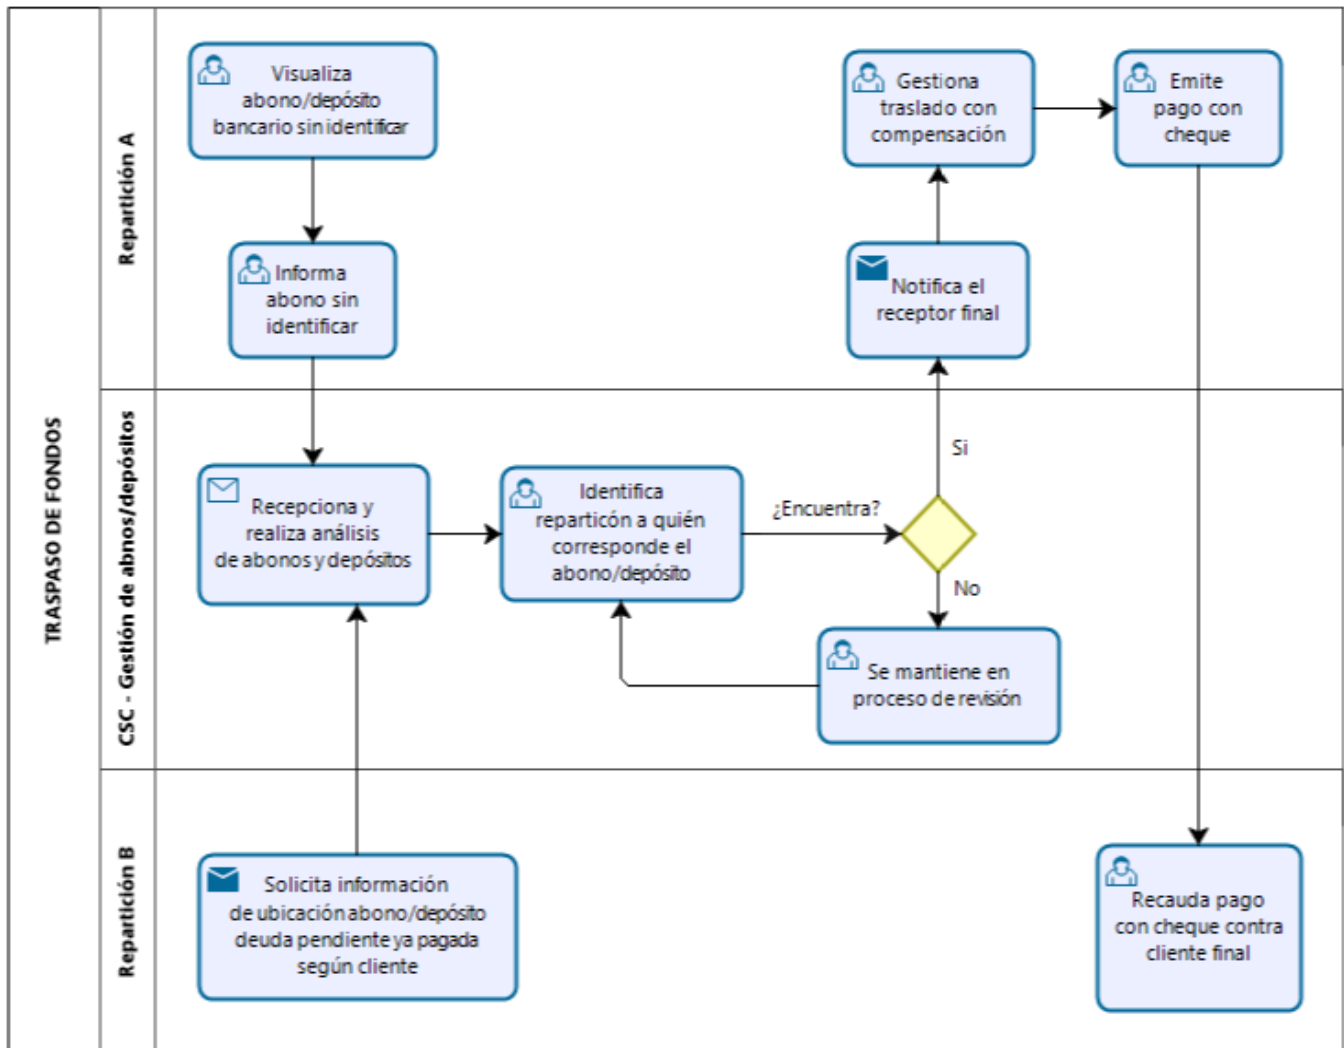 TRASPASO DE FONDOS
Repartición A
Visualiza
abono/depósito
bancario sin identificar
Informa
abono sin
identificar
Gestiona
traslado con
compensación
Emite
pago con
cheque
Notifica el
receptor final
CSC - Gestión de abnos/depósitos
Recepciona y
realiza análisis
de abonos y depósitos
Identifica
reparticón a quién
corresponde el
abono/depósito
¿Encuentra?
Si
No
Se mantiene en
proceso de revisión
Repartición B
Solicita información
de ubicación abono/depósito
deuda pendiente ya pagada
según cliente
Recauda pago
con cheque contra
cliente final